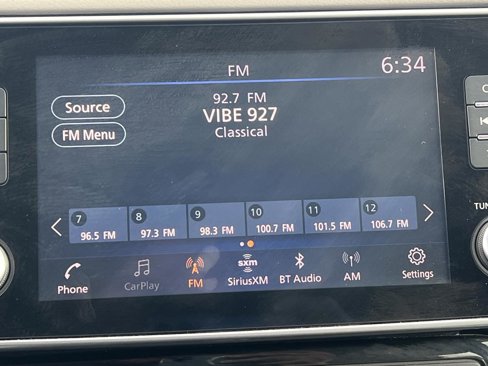 FM 6:34
Source
92.7 FM
VIBE 927
FM Menu
Classical
7 8 9 10 11 12
96.5 FM 97.3 FM 98.3 FM 100.7 FM 101.5 FM 106.7 FM
sxm
Phone CarPlay FM SiriusXM BT Audio AM Settings
TUN